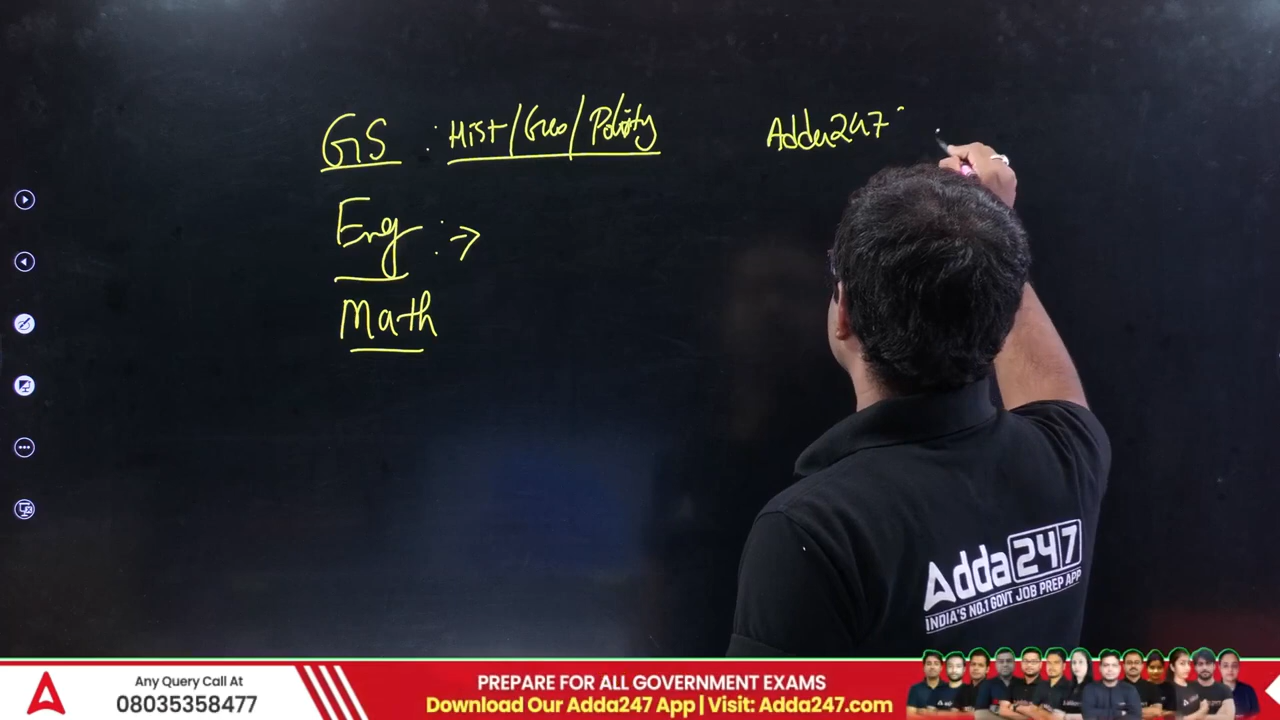 GS : Hist/Geo/Polity
Adda247
Eng : →
Math
Adda247
INDIA'S NO.1 GOVT JOB PREP APP
Any Query Call At
08035358477
PREPARE FOR ALL GOVERNMENT EXAMS
Download Our Adda247 App | Visit: Adda247.com